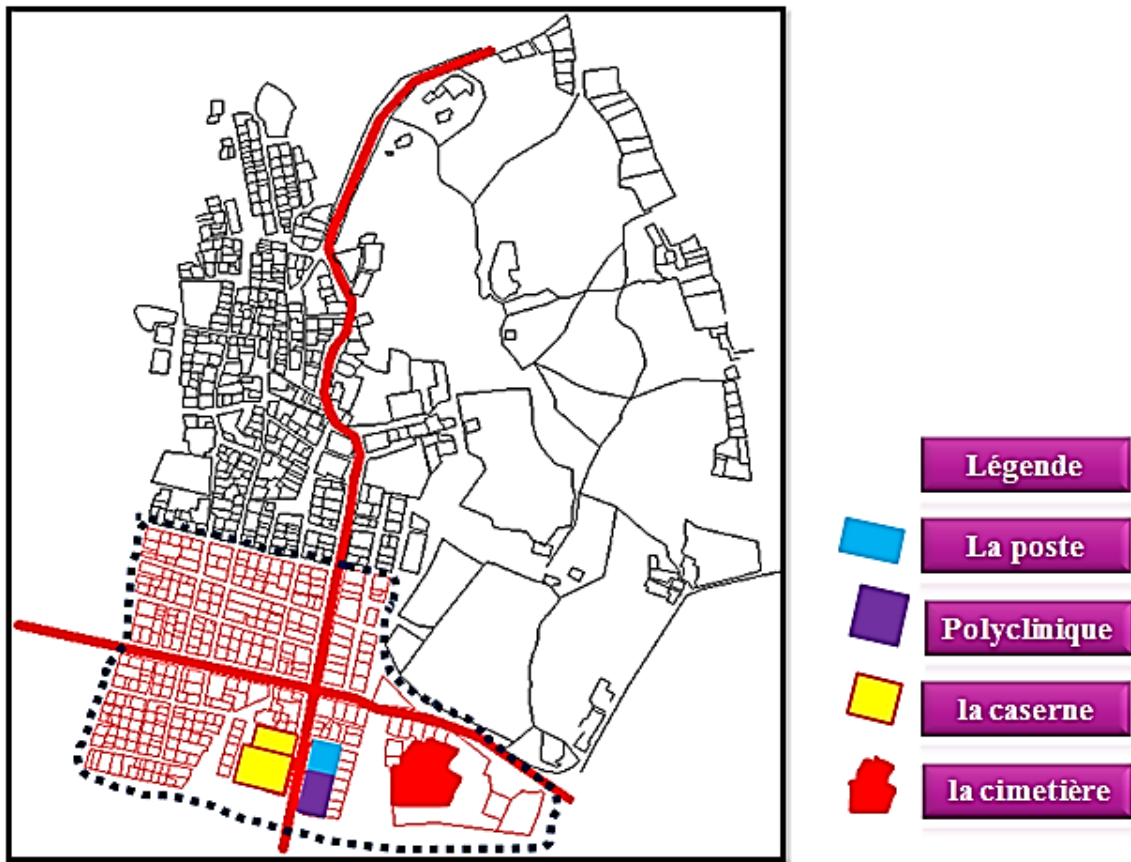 Légende
La poste
Polyclinique
la caserne
la cimetière